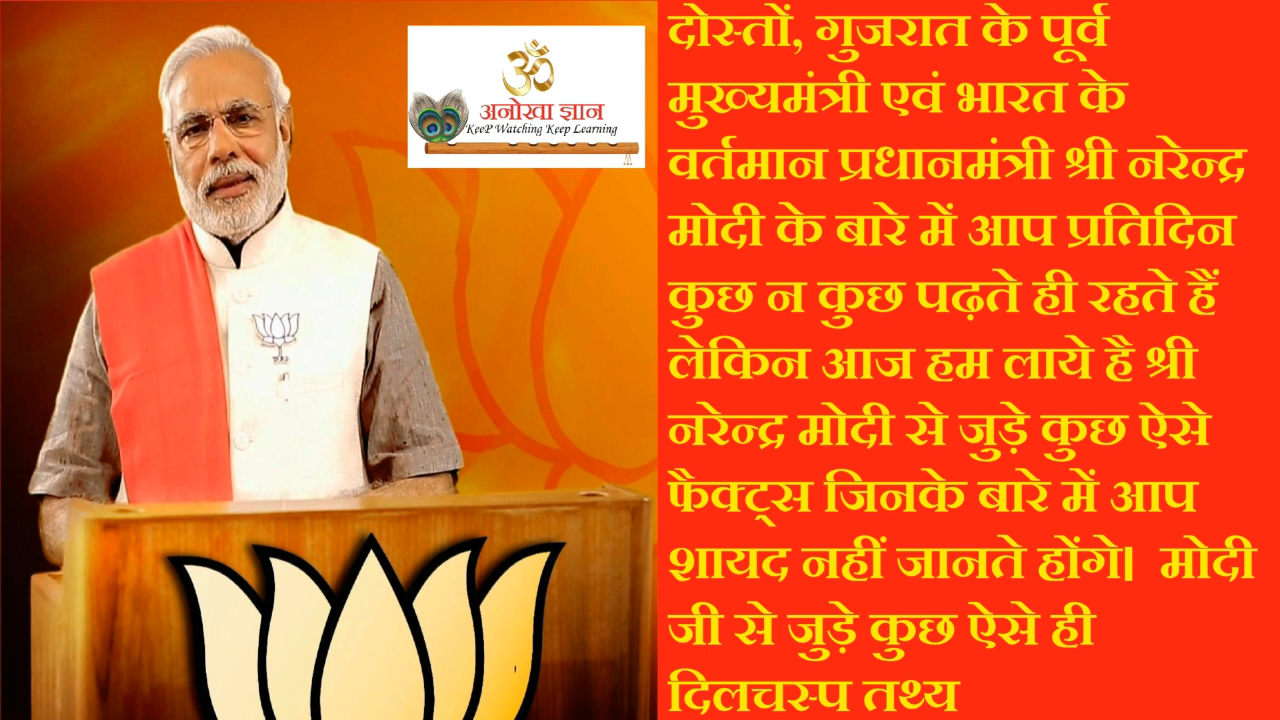 ॐ
अनोखा ज्ञान
KeeP Watching Keep Learning
दोस्तों, गुजरात के पूर्व
मुख्यमंत्री एवं भारत के
वर्तमान प्रधानमंत्री श्री नरेन्द्र
मोदी के बारे में आप प्रतिदिन
कुछ न कुछ पढ़ते ही रहते हैं
लेकिन आज हम लाये है श्री
नरेन्द्र मोदी से जुड़े कुछ ऐसे
फैक्ट्स जिनके बारे में आप
शायद नहीं जानते होंगे। मोदी
जी से जुड़े कुछ ऐसे ही
दिलचस्प तथ्य